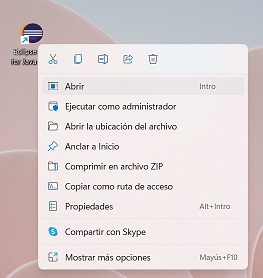 Eclipse
for Java
Abrir Intro
Ejecutar como administrador
Abrir la ubicación del archivo
Anclar a Inicio
Comprimir en archivo ZIP
Copiar como ruta de acceso
Propiedades Alt+Intro
Compartir con Skype
Mostrar más opciones Mayús+F10